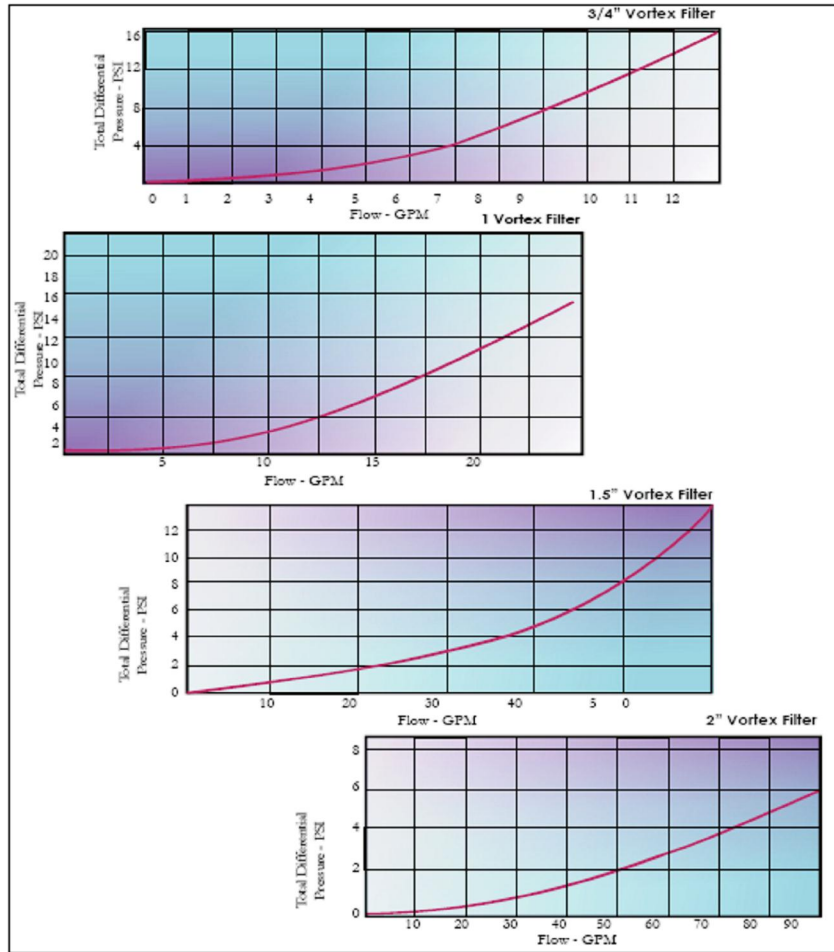 3/4" Vortex Filter
Total Differential
Pressure - PSI
16
12
8
4
0 1 2 3 4 5 6 7 8 9 10 11 12
Flow - GPM
1 Vortex Filter
Total Differential
Pressure - PSI
20
18
16
14
12
10
8
6
4
2
5 10 15 20
Flow - GPM
1.5" Vortex Filter
Total Differential
Pressure - PSI
12
10
8
6
4
2
0
10 20 30 40 5 0
Flow - GPM
2" Vortex Filter
Total Differential
Pressure - PSI
8
6
4
2
0
10 20 30 40 50 60 70 80 90
Flow - GPM